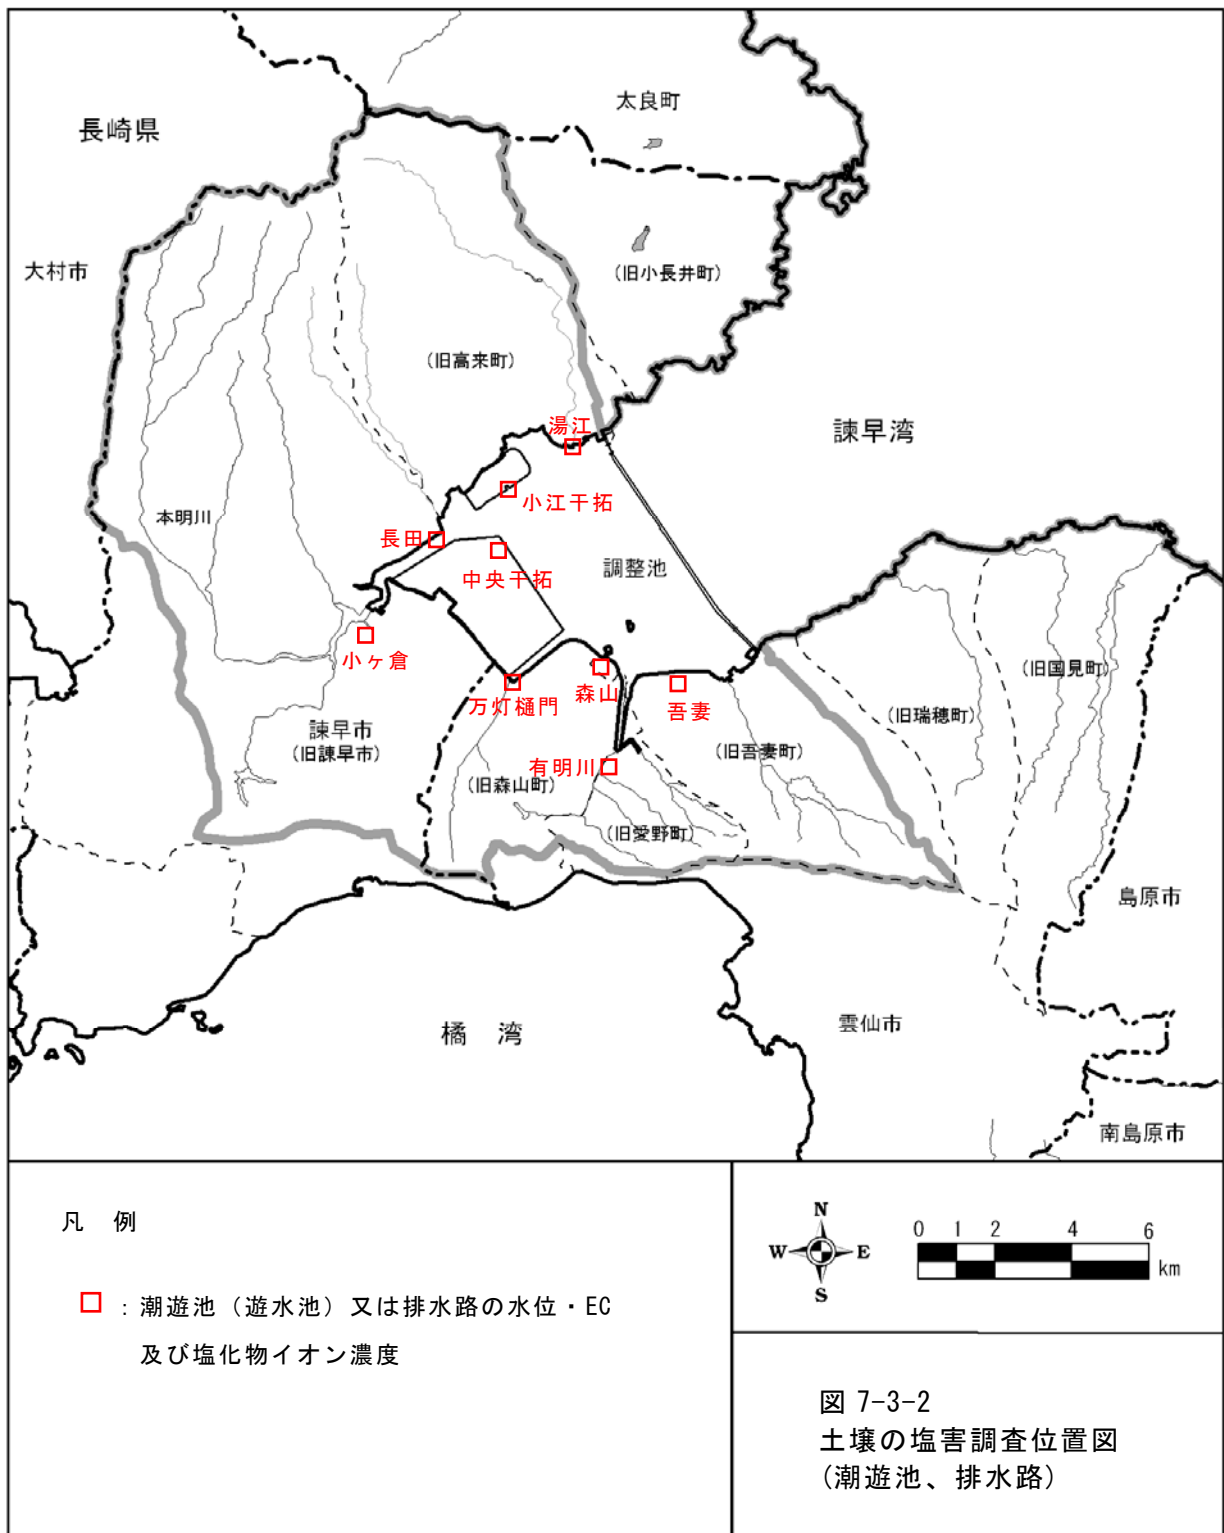 太良町
長崎県
大村市
(旧小長井町)
(旧高来町)
湯江
諫早湾
小江干拓
本明川
長田
中央干拓
調整池
小ヶ倉
森山
(旧国見町)
万灯樋門
吾妻
(旧瑞穂町)
諫早市
(旧諫早市)
(旧吾妻町)
有明川
(旧森山町)
(旧愛野町)
島原市
橘 湾
雲仙市
南島原市
凡 例
:潮遊池(遊水池)又は排水路の水位・EC
及び塩化物イオン濃度
N
W E
S
0 1 2 4 6
km
図 7-3-2
土壌の塩害調査位置図
(潮遊池、排水路)